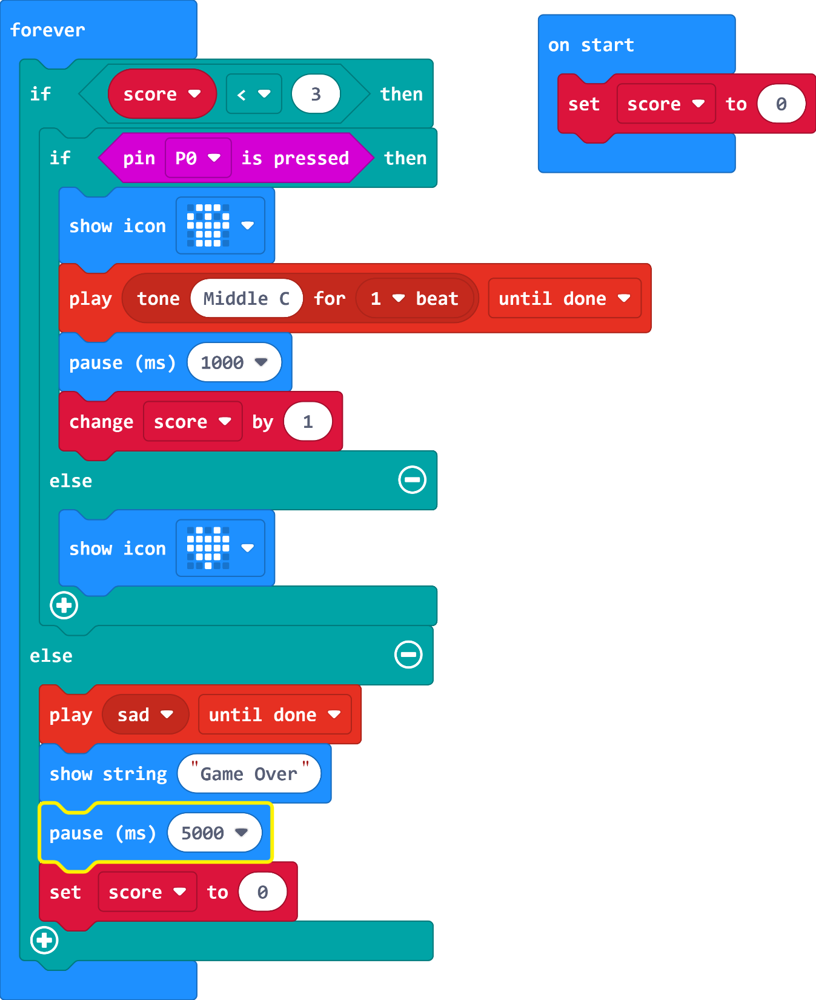 forever
if score < 3 then
if pin P0 is pressed then
show icon
play tone Middle C for 1 beat until done
pause (ms) 1000
change score by 1
else
show icon
else
play sad until done
show string "Game Over"
pause (ms) 5000
set score to 0
on start
set score to 0